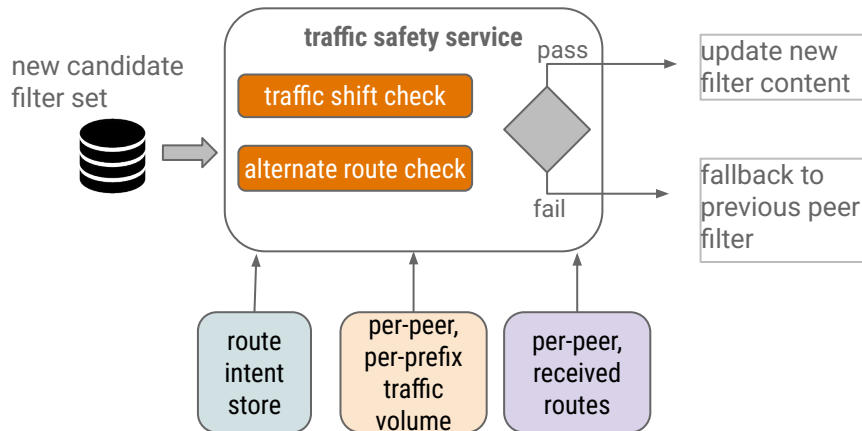 traffic safety service
new candidate
filter set
traffic shift check
alternate route check
pass
fail
update new
filter content
fallback to
previous peer
filter
route
intent
store
per-peer,
per-prefix
traffic
volume
per-peer,
received
routes